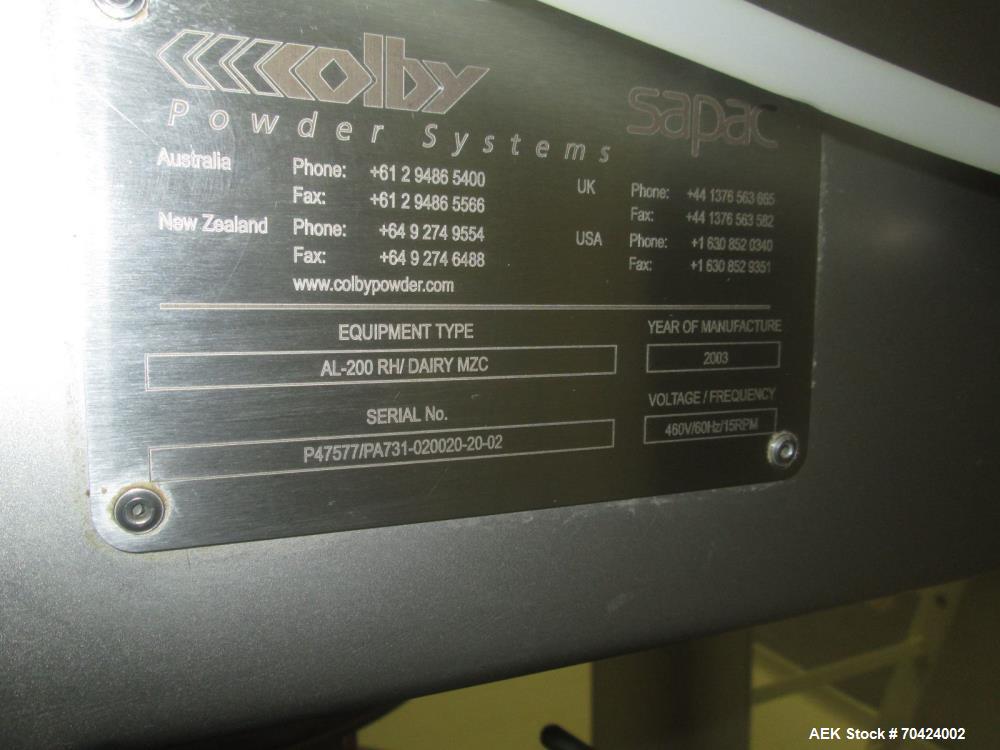 colby
Powder Systems
sapac
Australia Phone: +61 2 9486 5400
Fax: +61 2 9486 5566
New Zealand Phone: +64 9 274 9554
Fax: +64 9 274 6488
www.colbypowder.com
UK Phone: +44 1376 563 665
Fax: +44 1376 563 582
USA Phone: +1 630 852 0340
Fax: +1 630 852 9351
EQUIPMENT TYPE
AL-200 RH/ DAIRY MZC
YEAR OF MANUFACTURE
2003
SERIAL No.
P47577/PA731-020020-20-02
VOLTAGE / FREQUENCY
460V/60Hz/15RPM
AEK Stock # 70424002